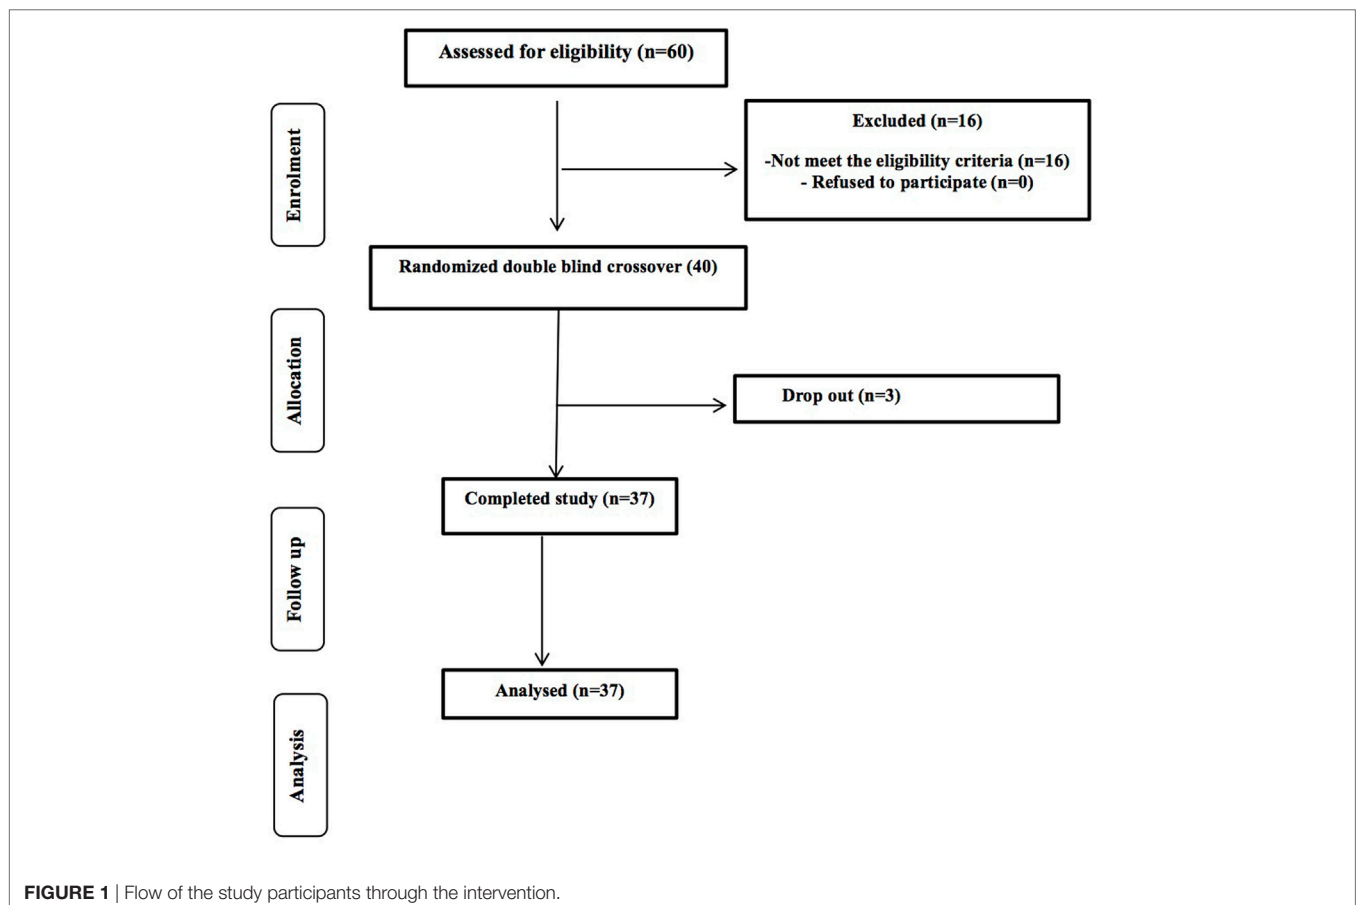 Assessed for eligibility (n=60)
Enrolment
Excluded (n=16)
-Not meet the eligibility criteria (n=16)
- Refused to participate (n=0)
Randomized double blind crossover (40)
Allocation
Drop out (n=3)
Completed study (n=37)
Follow up
Analysed (n=37)
Analysis
FIGURE 1 | Flow of the study participants through the intervention.